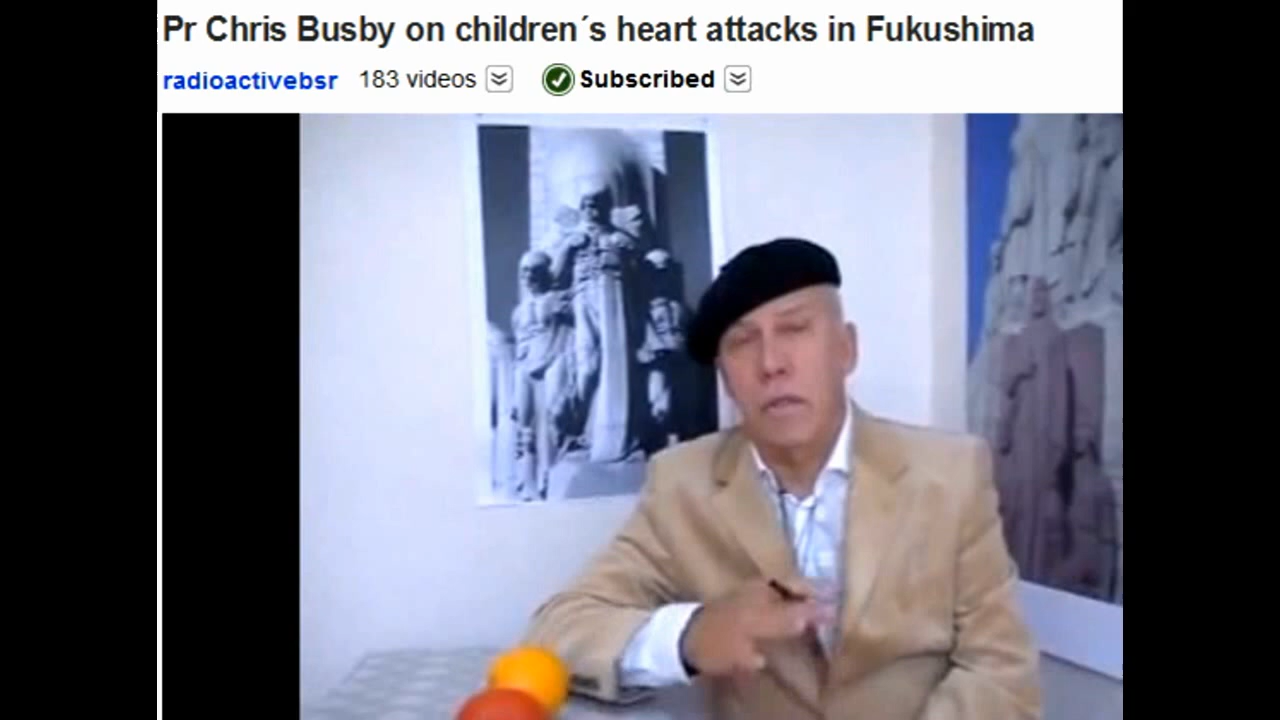 Pr Chris Busby on children´s heart attacks in Fukushima
radioactivebsr 183 videos Subscribed